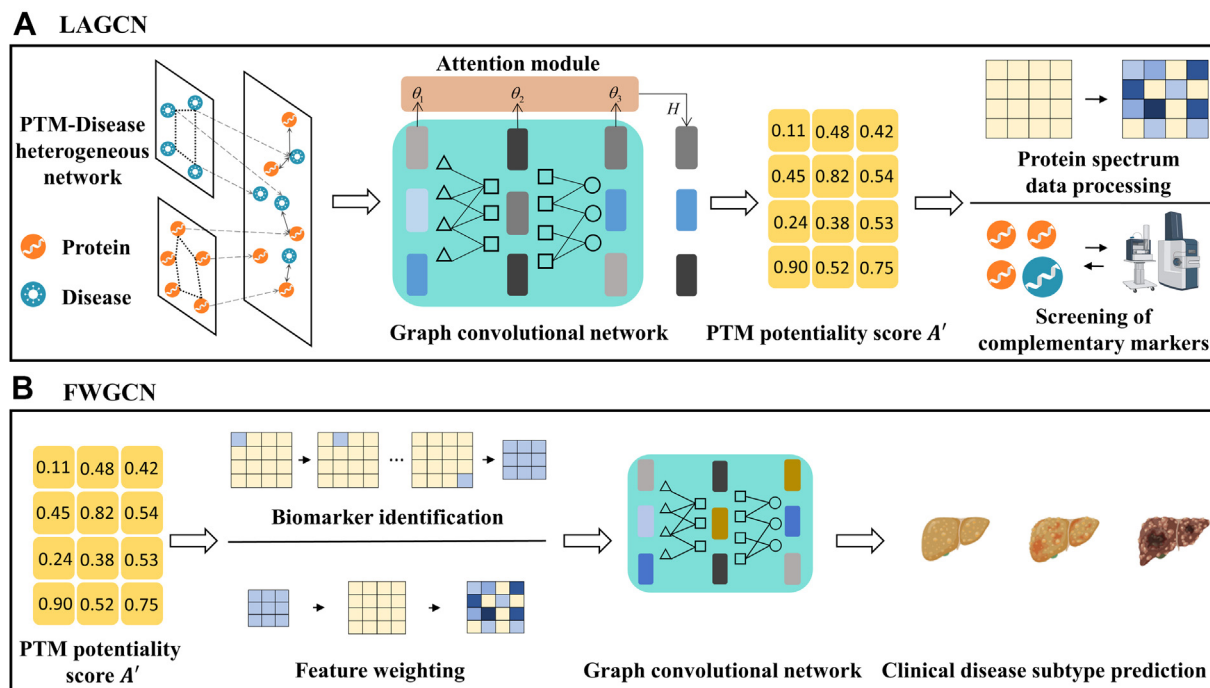 A LAGCN
PTM-Disease
heterogeneous
network
Protein
Disease
Attention module
θ1 θ2 θ3 H
Graph convolutional network
0.11 0.48 0.42
0.45 0.82 0.54
0.24 0.38 0.53
0.90 0.52 0.75
PTM potentiality score A′
Protein spectrum
data processing
Screening of
complementary markers
B FWGCN
0.11 0.48 0.42
0.45 0.82 0.54
0.24 0.38 0.53
0.90 0.52 0.75
PTM potentiality
score A′
...
Biomarker identification
Feature weighting
Graph convolutional network
Clinical disease subtype prediction